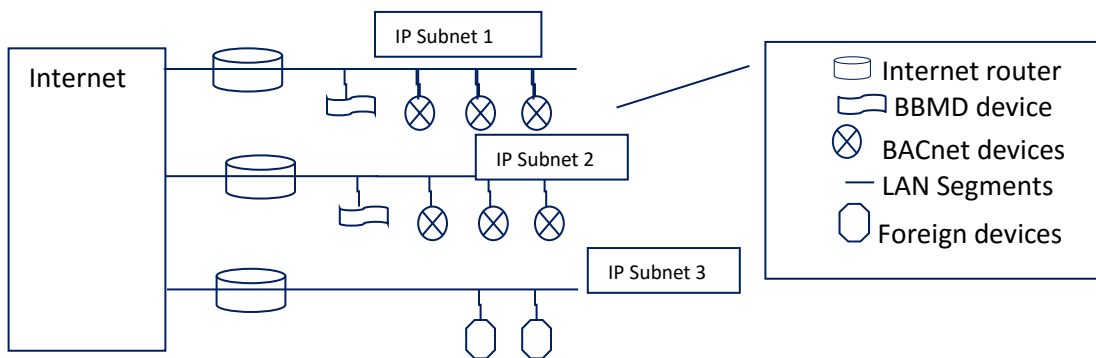 IP Subnet 1
Internet
Internet router
BBMD device
BACnet devices
IP Subnet 2
LAN Segments
Foreign devices
IP Subnet 3